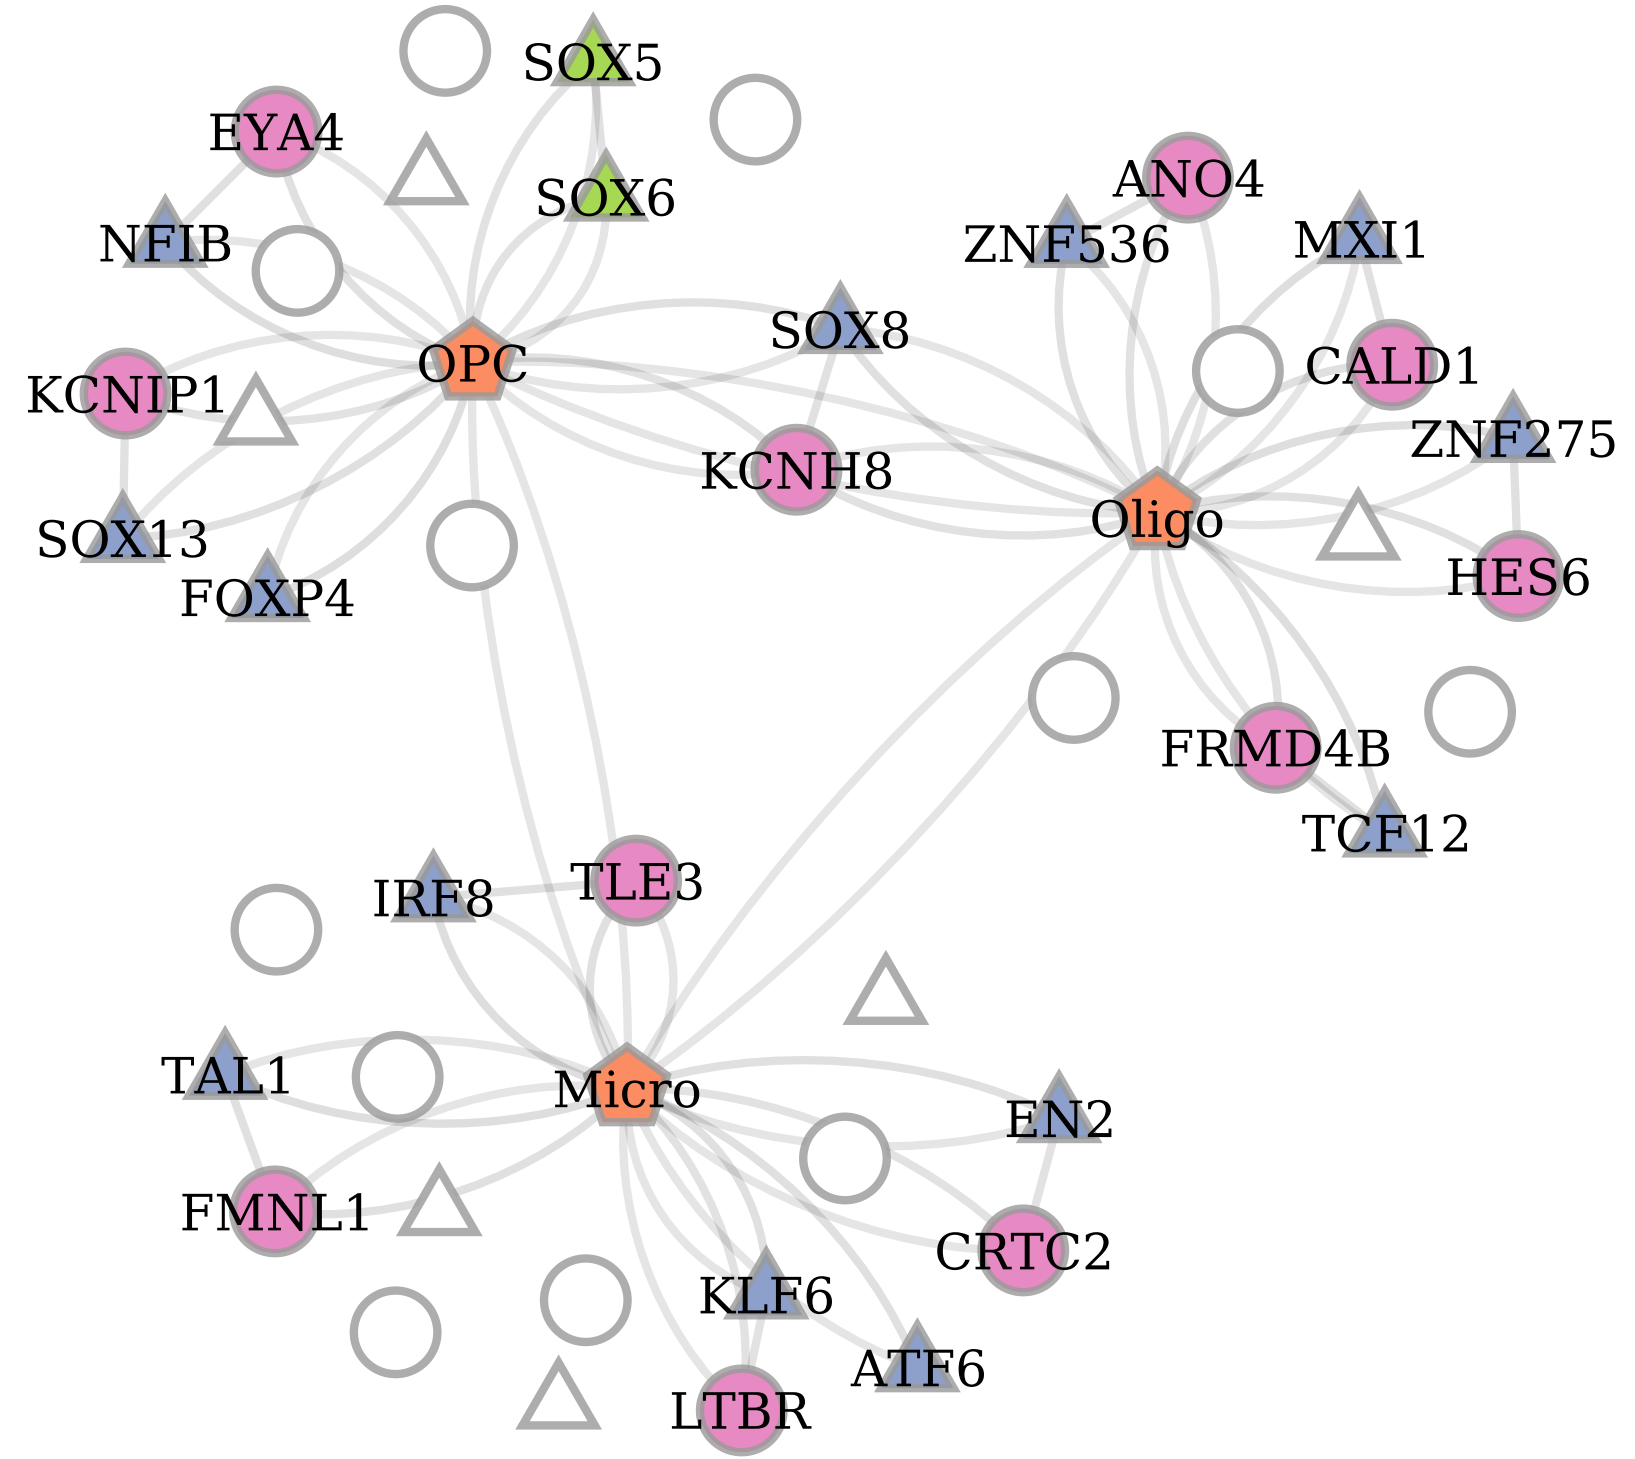 SOX5
EYA4
SOX6
ANO4
NFIB
ZNF536
MXI1
SOX8
OPC
CALD1
KCNIP1
ZNF275
KCNH8
Oligo
SOX13
HES6
FOXP4
FRMD4B
TCF12
TLE3
IRF8
TAL1
Micro
EN2
FMNL1
CRTC2
KLF6
ATF6
LTBR